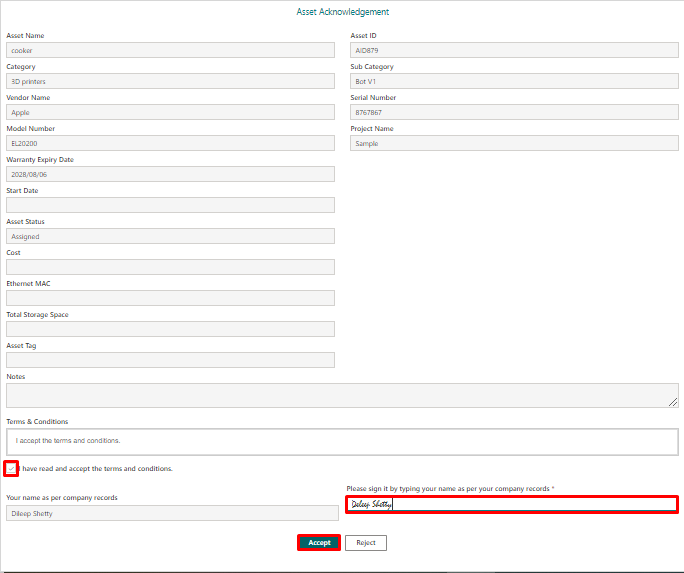 Asset Acknowledgement
Asset Name
Asset ID
cooker
AID879
Category
Sub Category
3D printers
Bot V1
Vendor Name
Serial Number
Apple
8767867
Model Number
Project Name
EL20200
Sample
Warranty Expiry Date
2028/08/06
Start Date
Asset Status
Assigned
Cost
Ethernet MAC
Total Storage Space
Asset Tag
Notes
Terms & Conditions
I accept the terms and conditions.
I have read and accept the terms and conditions.
Please sign it by typing your name as per your company records *
Your name as per company records
Dileep Shetty
Dileep Shetty
Accept
Reject